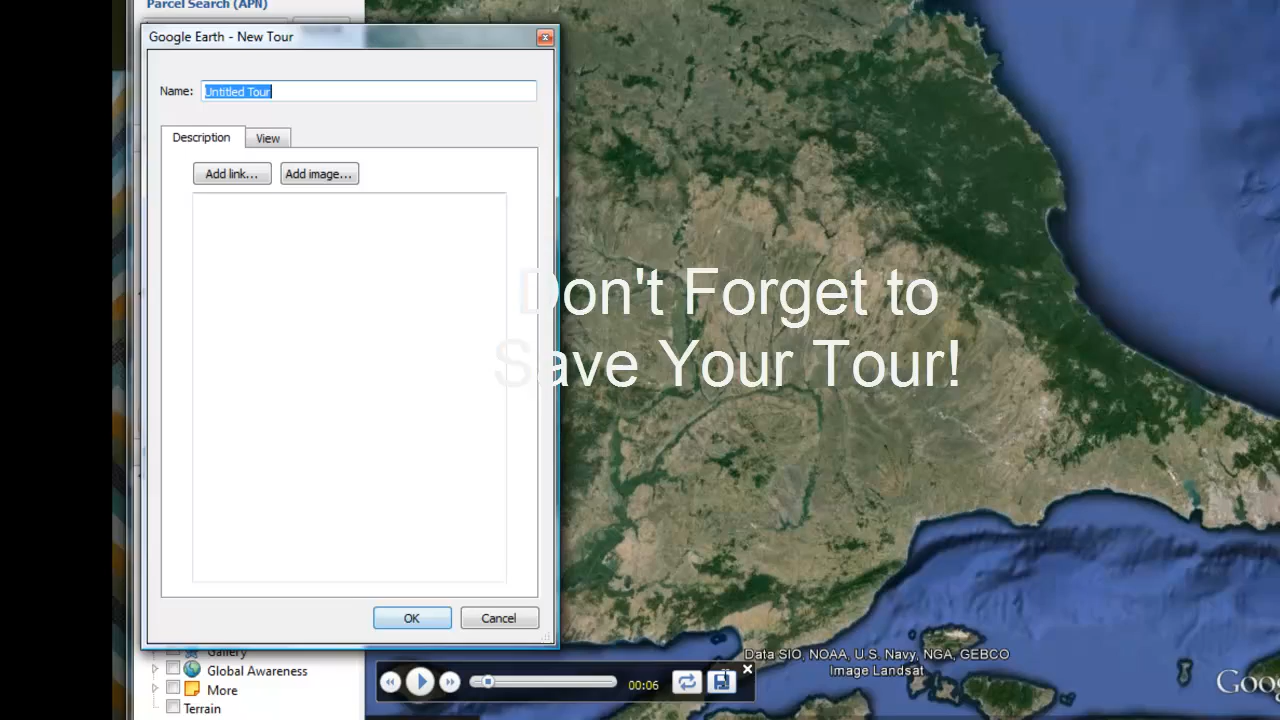 Parcel Search (APN)
Google Earth - New Tour
Name: Untitled Tour
Description View
Add link... Add image...
Don't Forget to
Save Your Tour!
OK Cancel
Gallery
Global Awareness
More
Terrain
00:06
Data SIO, NOAA, U.S. Navy, NGA, GEBCO
Image Landsat
Goo